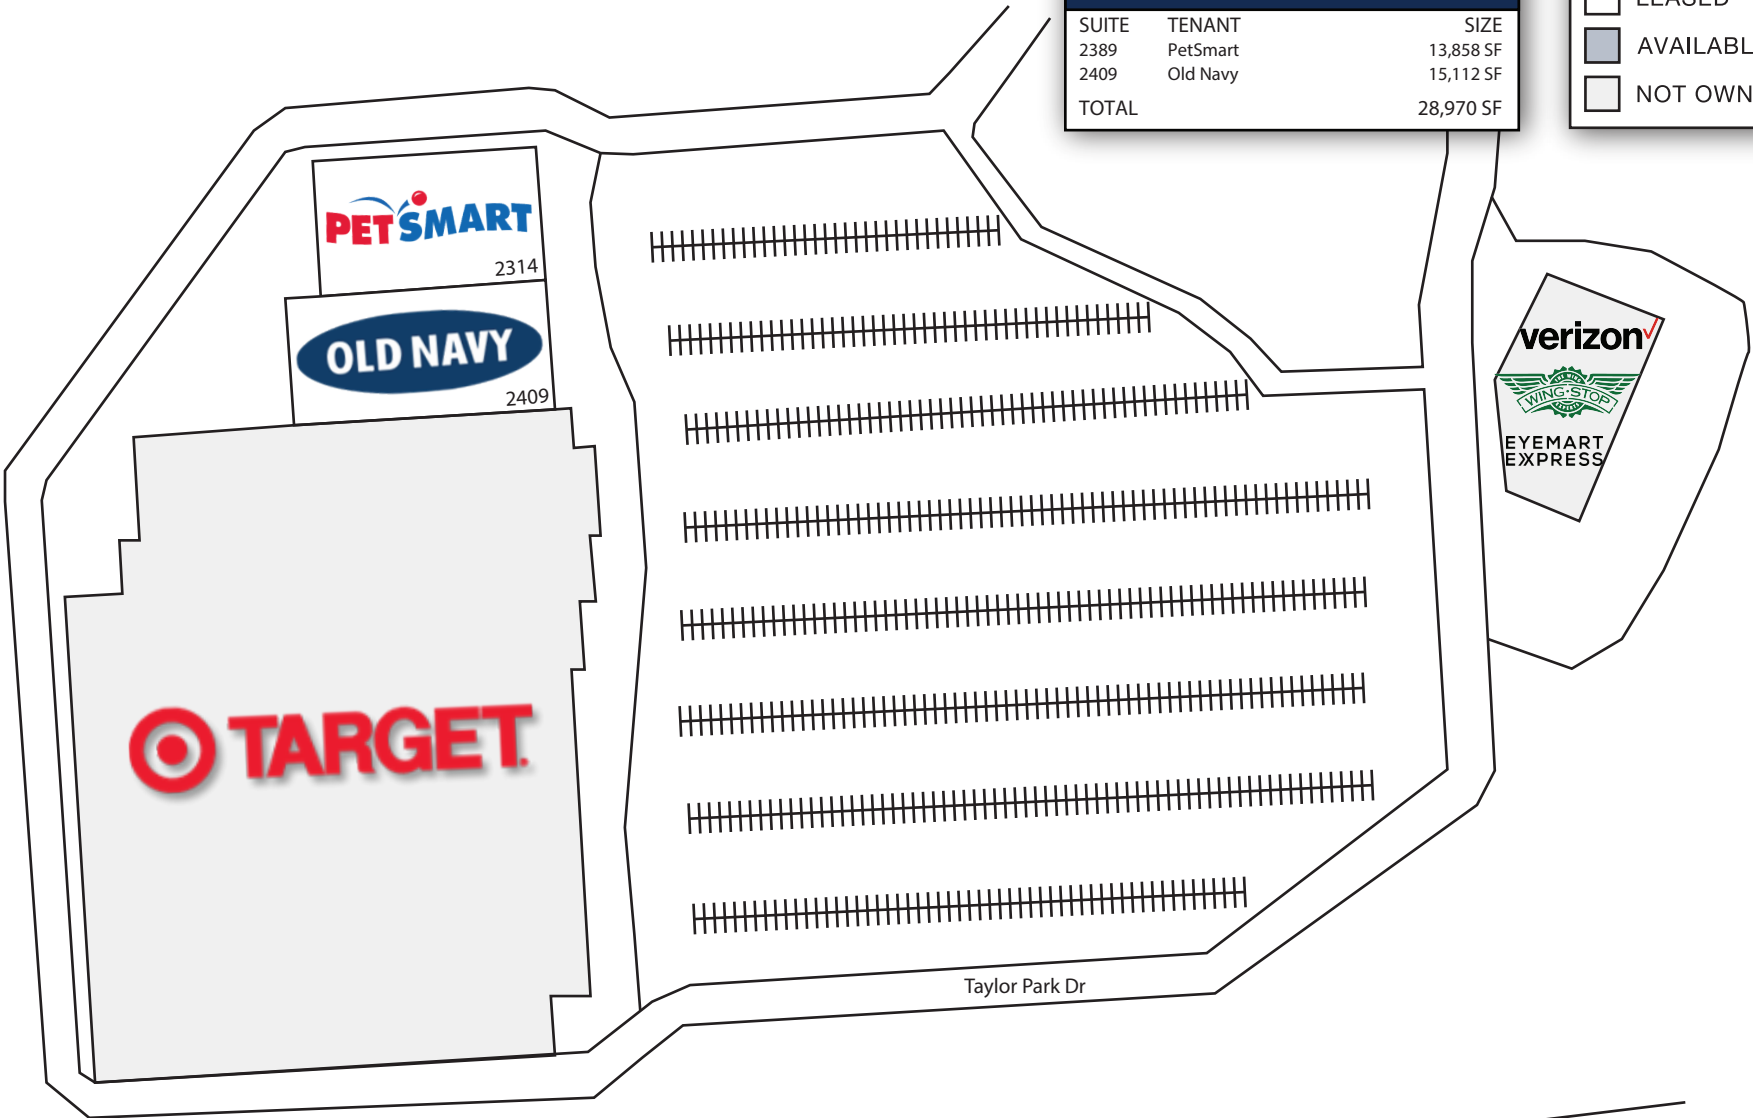 SUITE TENANT SIZE
2389 PetSmart 13,858 SF
2409 Old Navy 15,112 SF
TOTAL 28,970 SF
LEASED
AVAILABL
NOT OWN
PETSMART
2314
OLD NAVY
2409
TARGET.
verizon
WING·STOP
EYEMART
EXPRESS
Taylor Park Dr